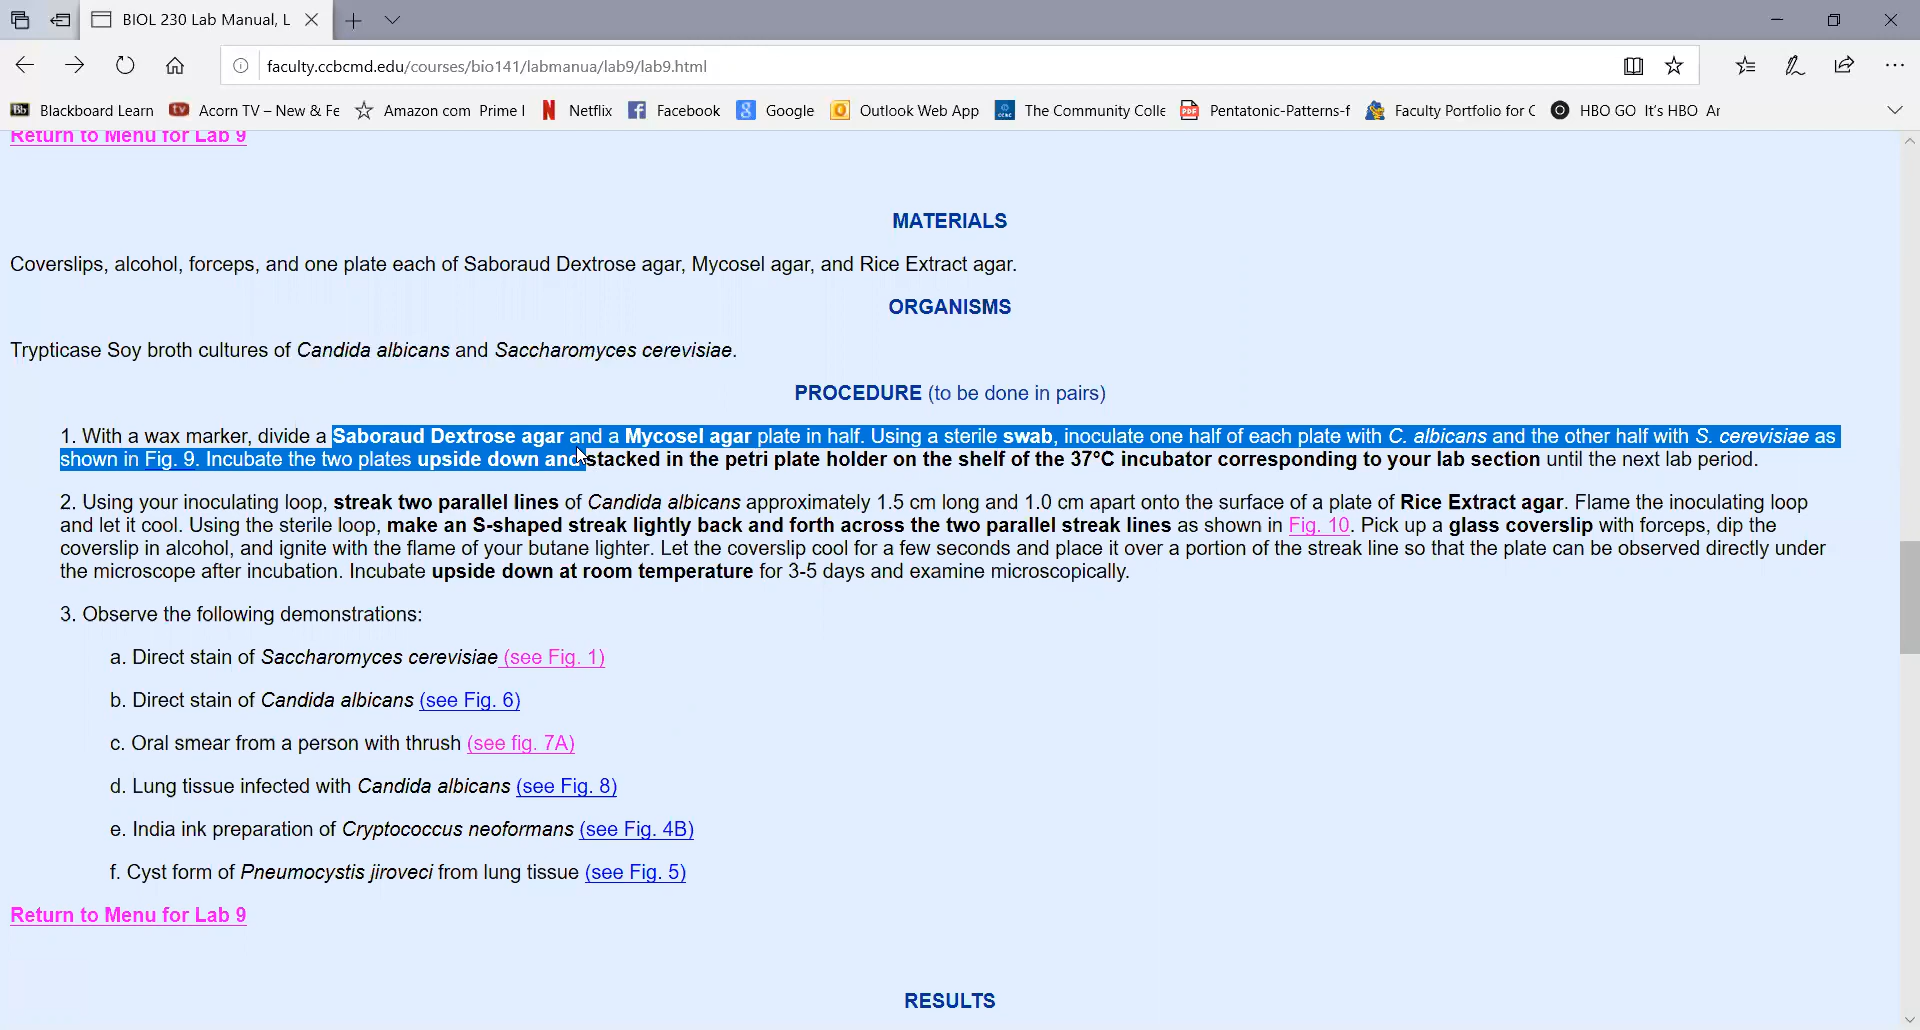 BIOL 230 Lab Manual, L
faculty.ccbcmd.edu/courses/bio141/labmanua/lab9/lab9.html
Bb Blackboard Learn tv Acorn TV – New & Fe Amazon com Prime I N Netflix f Facebook 8 Google Outlook Web App ccbc The Community Colle PDF Pentatonic-Patterns-f Faculty Portfolio for C HBO GO It's HBO Ar
Return to Menu for Lab 9
MATERIALS
Coverslips, alcohol, forceps, and one plate each of Saboraud Dextrose agar, Mycosel agar, and Rice Extract agar.
ORGANISMS
Trypticase Soy broth cultures of Candida albicans and Saccharomyces cerevisiae.
PROCEDURE (to be done in pairs)
1. With a wax marker, divide a Saboraud Dextrose agar and a Mycosel agar plate in half. Using a sterile swab, inoculate one half of each plate with C. albicans and the other half with S. cerevisiae as
shown in Fig. 9. Incubate the two plates upside down and stacked in the petri plate holder on the shelf of the 37°C incubator corresponding to your lab section until the next lab period.
2. Using your inoculating loop, streak two parallel lines of Candida albicans approximately 1.5 cm long and 1.0 cm apart onto the surface of a plate of Rice Extract agar. Flame the inoculating loop
and let it cool. Using the sterile loop, make an S-shaped streak lightly back and forth across the two parallel streak lines as shown in Fig. 10. Pick up a glass coverslip with forceps, dip the
coverslip in alcohol, and ignite with the flame of your butane lighter. Let the coverslip cool for a few seconds and place it over a portion of the streak line so that the plate can be observed directly under
the microscope after incubation. Incubate upside down at room temperature for 3-5 days and examine microscopically.
3. Observe the following demonstrations:
a. Direct stain of Saccharomyces cerevisiae (see Fig. 1)
b. Direct stain of Candida albicans (see Fig. 6)
c. Oral smear from a person with thrush (see fig. 7A)
d. Lung tissue infected with Candida albicans (see Fig. 8)
e. India ink preparation of Cryptococcus neoformans (see Fig. 4B)
f. Cyst form of Pneumocystis jiroveci from lung tissue (see Fig. 5)
Return to Menu for Lab 9
RESULTS